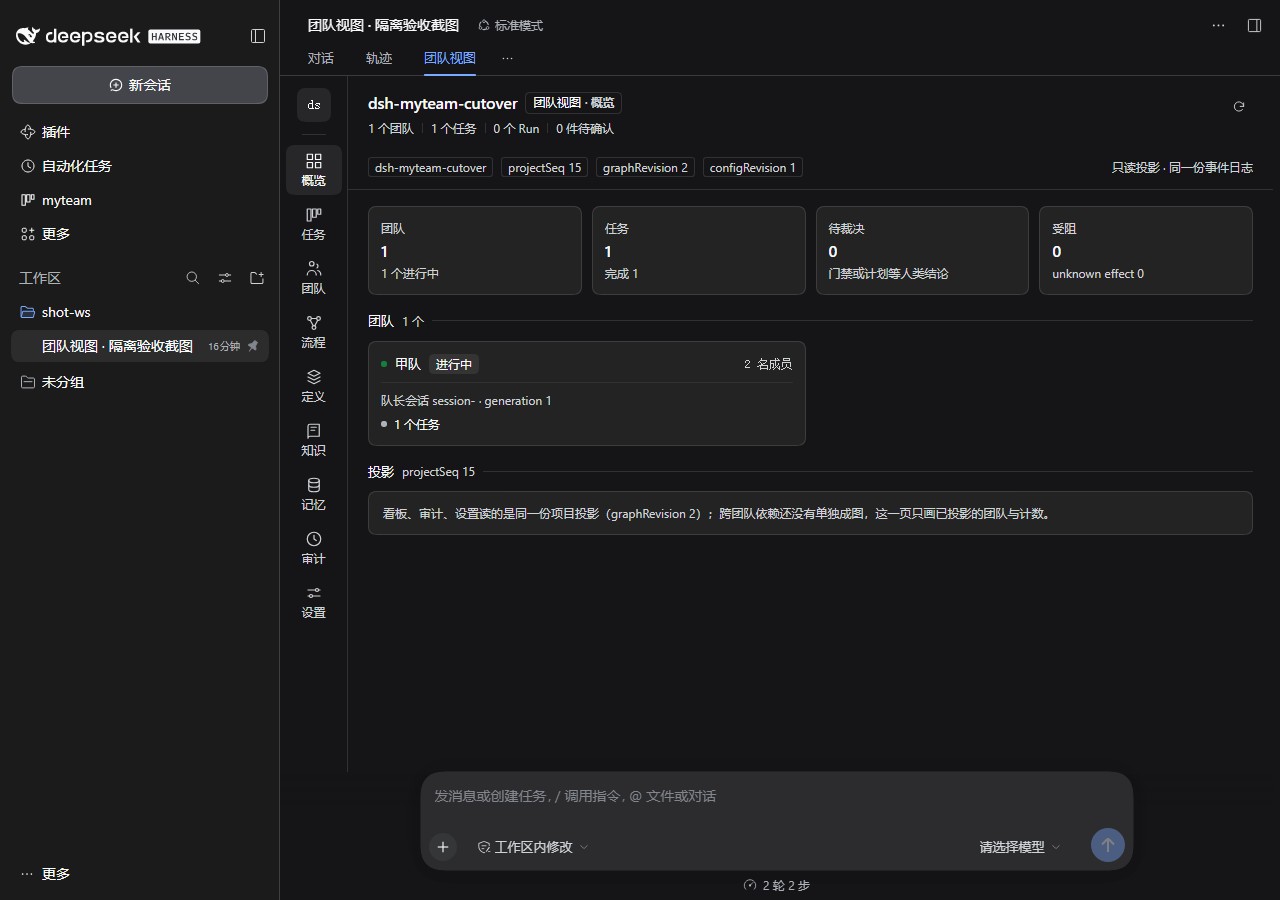 deepseek HARNESS
新会话
插件
自动化任务
myteam
更多
工作区
shot-ws
团队视图 · 隔离验收截图 16分钟
未分组
更多
团队视图 · 隔离验收截图 标准模式
对话 轨迹 团队视图
ds
概览
任务
团队
流程
定义
知识
记忆
审计
设置
dsh-myteam-cutover 团队视图 · 概览
1 个团队 1 个任务 0 个 Run 0 件待确认
dsh-myteam-cutover projectSeq 15 graphRevision 2 configRevision 1 只读投影 · 同一份事件日志
团队
1
1 个进行中
任务
1
完成 1
待裁决
0
门禁或计划等人类结论
受阻
0
unknown effect 0
团队 1 个
甲队 进行中 2 名成员
队长会话 session- · generation 1
1 个任务
投影 projectSeq 15
看板、审计、设置读的是同一份项目投影（graphRevision 2）；跨团队依赖还没有单独成图，这一页只画已投影的团队与计数。
发消息或创建任务, / 调用指令, @ 文件或对话
工作区内修改 请选择模型
2 轮 2 步